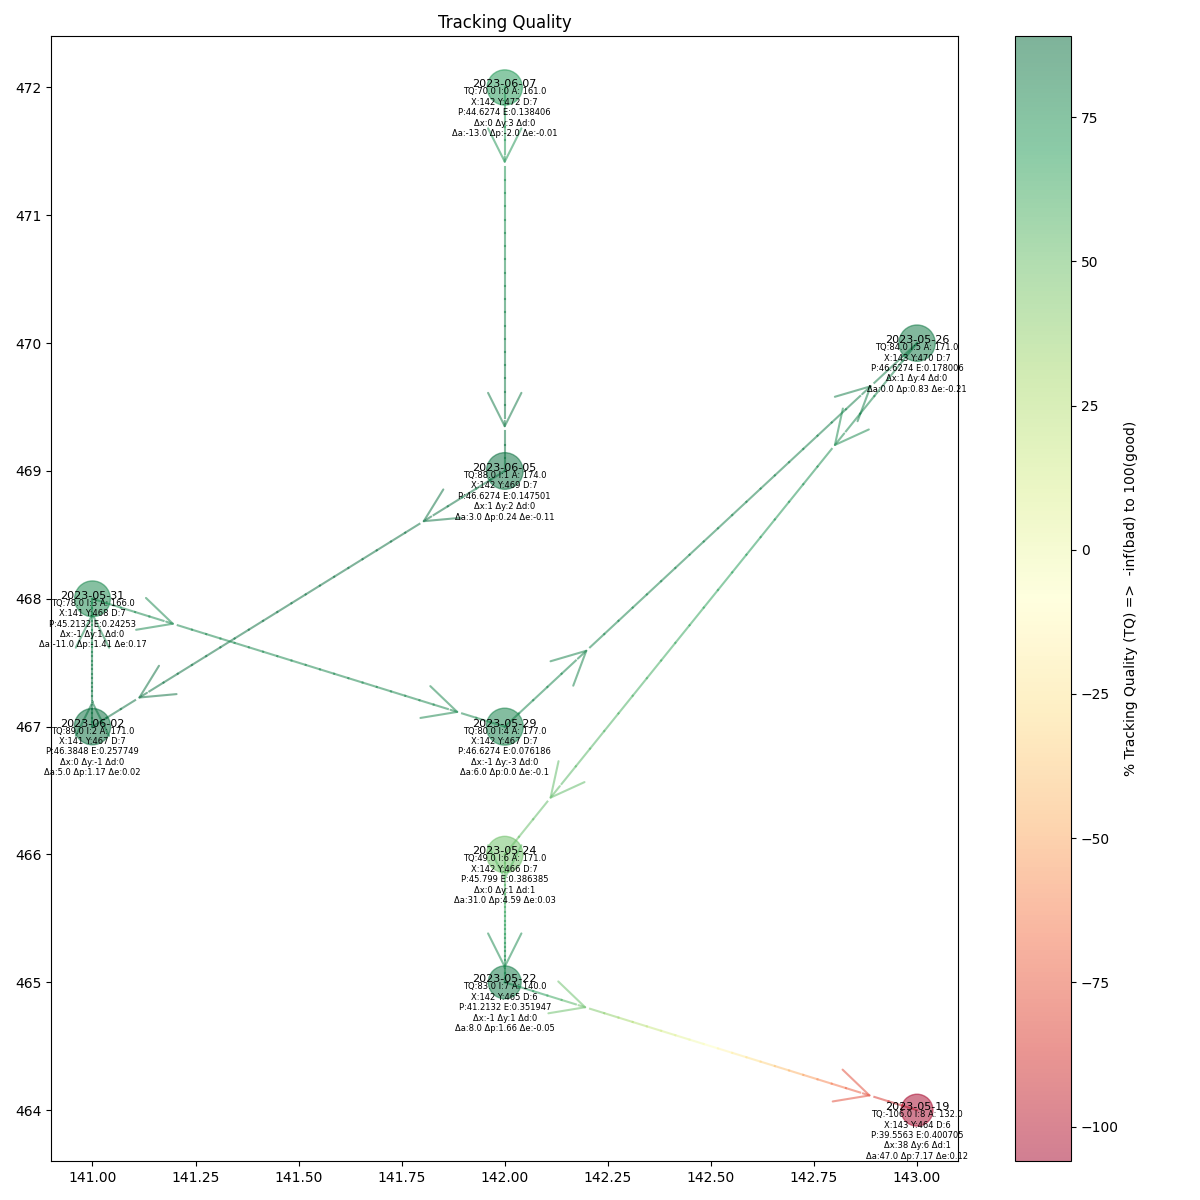 Tracking Quality
472
471
470
469
468
467
466
465
464
2023-06-07
TQ:70.0 I:0 A: 161.0
X:142 Y:472 D:7
P:44.6274 E:0.138406
Δx:0 Δy:3 Δd:0
Δa:-13.0 Δp:-2.0 Δe:-0.01
2023-05-26
TQ:84.0 I:5 A: 171.0
X:143 Y:470 D:7
P:46.6274 E:0.178006
Δx:1 Δy:4 Δd:0
Δa:0.0 Δp:0.83 Δe:-0.21
2023-06-05
TQ:88.0 I:1 A: 174.0
X:142 Y:469 D:7
P:46.6274 E:0.147501
Δx:1 Δy:2 Δd:0
Δa:3.0 Δp:0.24 Δe:-0.11
2023-05-31
TQ:78.0 I:3 A: 166.0
X:141 Y:468 D:7
P:45.2132 E:0.24253
Δx:-1 Δy:1 Δd:0
Δa:-11.0 Δp:-1.41 Δe:0.17
2023-06-02
TQ:89.0 I:2 A: 171.0
X:141 Y:467 D:7
P:46.3848 E:0.257749
Δx:0 Δy:-1 Δd:0
Δa:5.0 Δp:1.17 Δe:0.02
2023-05-29
TQ:80.0 I:4 A: 177.0
X:142 Y:467 D:7
P:46.6274 E:0.076186
Δx:-1 Δy:-3 Δd:0
Δa:6.0 Δp:0.0 Δe:-0.1
2023-05-24
TQ:49.0 I:6 A: 171.0
X:142 Y:466 D:7
P:45.799 E:0.386385
Δx:0 Δy:1 Δd:1
Δa:31.0 Δp:4.59 Δe:0.03
2023-05-22
TQ:83.0 I:7 A: 140.0
X:142 Y:465 D:6
P:41.2132 E:0.351947
Δx:-1 Δy:1 Δd:0
Δa:8.0 Δp:1.66 Δe:-0.05
2023-05-19
TQ:-106.0 I:8 A: 132.0
X:143 Y:464 D:6
P:39.5563 E:0.400705
Δx:38 Δy:6 Δd:1
Δa:47.0 Δp:7.17 Δe:0.12
141.00 141.25 141.50 141.75 142.00 142.25 142.50 142.75 143.00
75
50
25
0
−25
−50
−75
−100
% Tracking Quality (TQ) => -inf(bad) to 100(good)